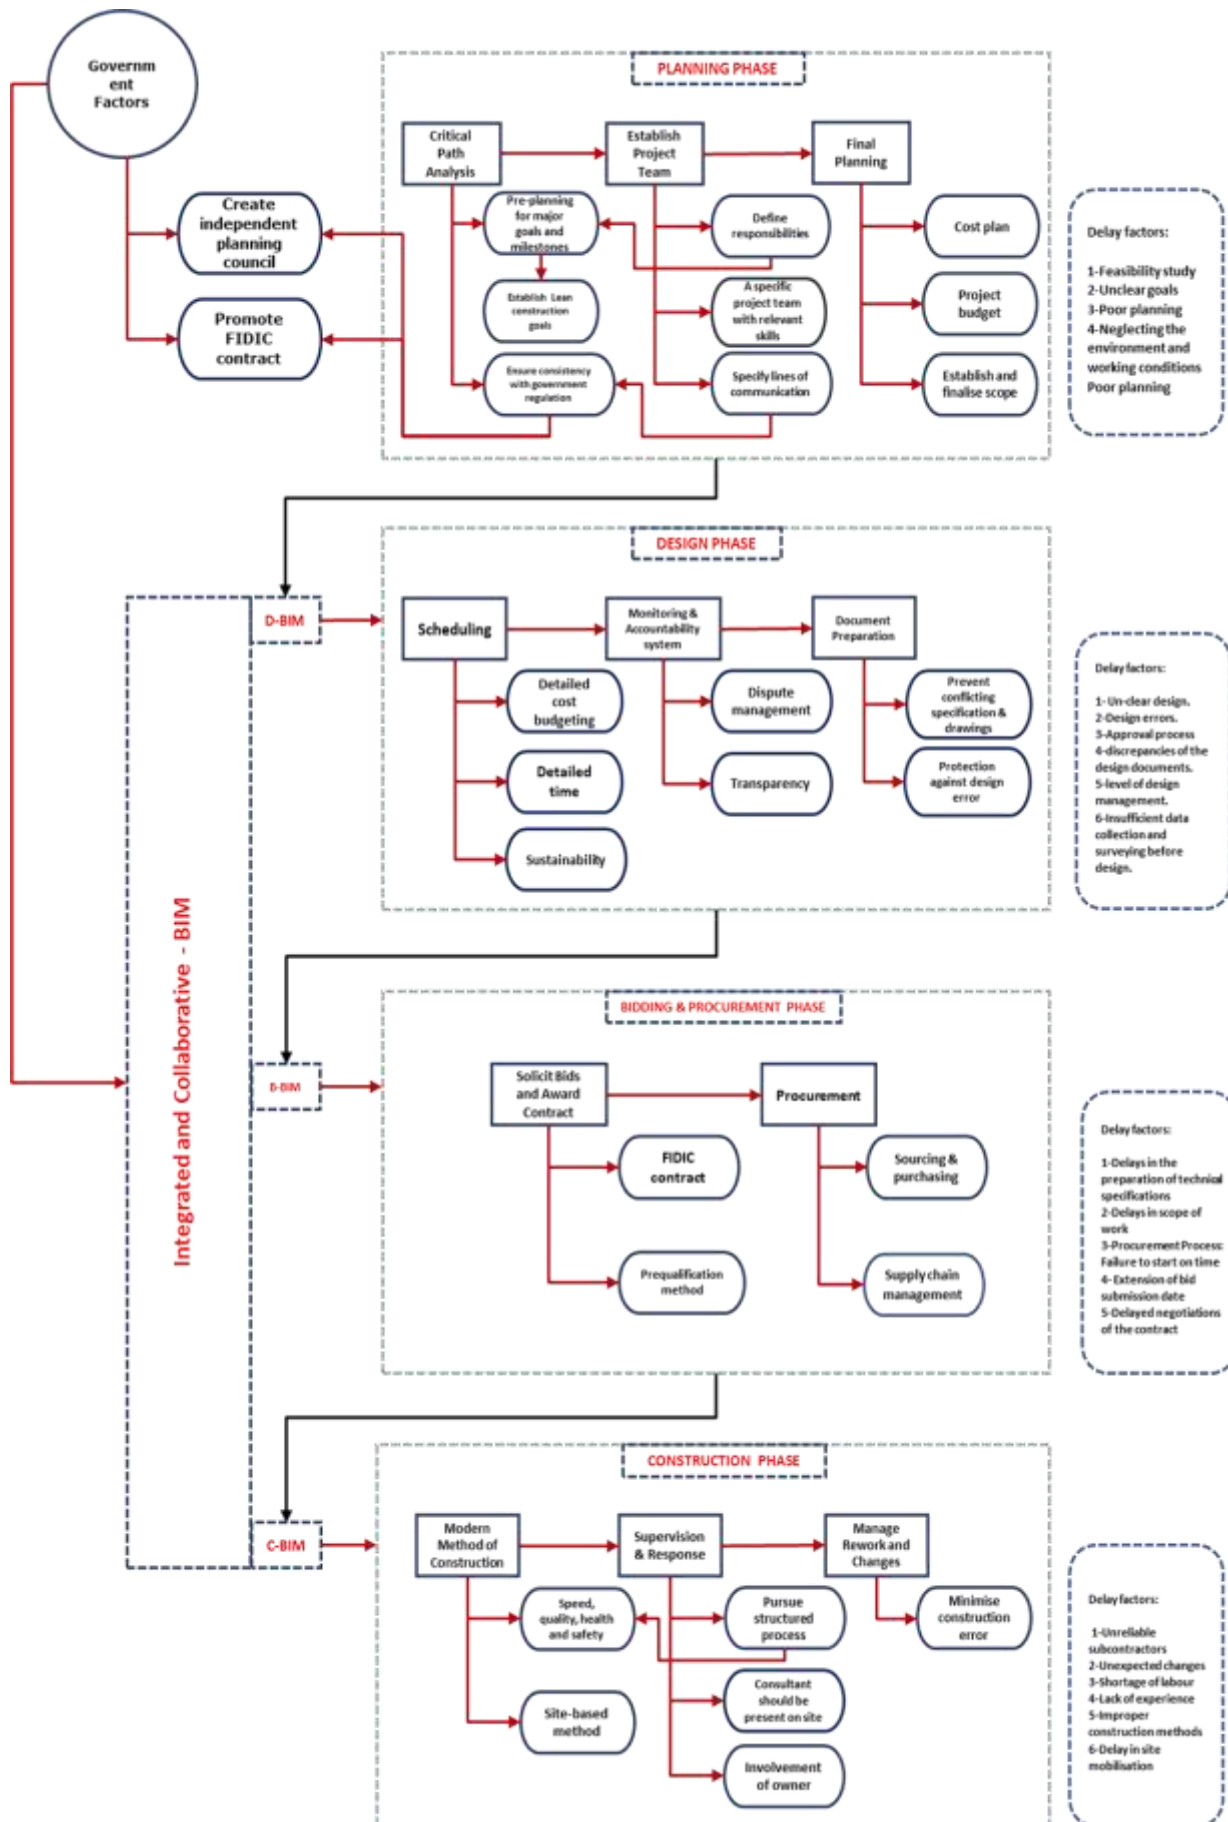 Governm
ent
Factors
Create
independent
planning
council
Promote
FIDIC
contract
PLANNING PHASE
Critical
Path
Analysis
Establish
Project
Team
Final
Planning
Pre-planning
for major
goals and
milestones
Define
responsibilities
Cost plan
Establish Lean
construction
goals
A specific
project team
with relevant
skills
Project
budget
Ensure consistency
with government
regulation
Specify lines of
communication
Establish and
finalise scope
Delay factors:
1-Feasibility study
2-Unclear goals
3-Poor planning
4-Neglecting the
environment and
working conditions
Poor planning
DESIGN PHASE
D-BIM
Scheduling
Monitoring &
Accountability
system
Document
Preparation
Detailed
cost
budgeting
Dispute
management
Prevent
conflicting
specification &
drawings
Detailed
time
Transparency
Protection
against design
error
Sustainability
Delay factors:
1- Un-clear design.
2-Design errors.
3-Approval process
4-discrepancies of the
design documents.
5-level of design
management.
6-Insufficient data
collection and
surveying before
design.
Integrated and Collaborative - BIM
BIDDING & PROCUREMENT PHASE
B-BIM
Solicit Bids
and Award
Contract
Procurement
FIDIC
contract
Sourcing &
purchasing
Prequalification
method
Supply chain
management
Delay factors:
1-Delays in the
preparation of technical
specifications
2-Delays in scope of
work
3-Procurement Process:
Failure to start on time
4- Extension of bid
submission date
5-Delayed negotiations
of the contract
CONSTRUCTION PHASE
C-BIM
Modern
Method of
Construction
Supervision
& Response
Manage
Rework and
Changes
Speed,
quality, health
and safety
Pursue
structured
process
Minimise
construction
error
Site-based
method
Consultant
should be
present on site
Involvement
of owner
Delay factors:
1-Unreliable
subcontractors
2-Unexpected changes
3-Shortage of labour
4-Lack of experience
5-Improper
construction methods
6-Delay in site
mobilisation